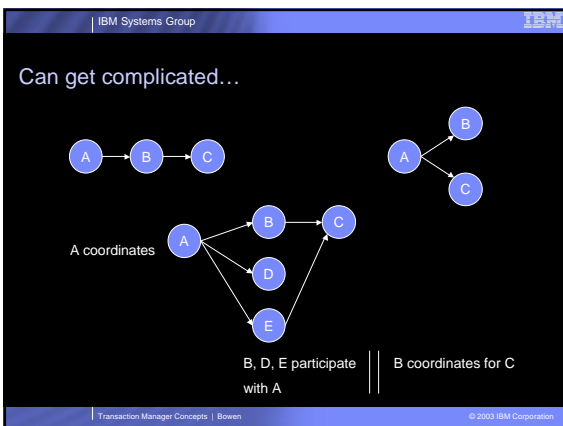 IBM Systems Group
IBM
Can get complicated…
A B C
A
B
C
A coordinates
A
B
C
D
E
B, D, E participate
with A
B coordinates for C
Transaction Manager Concepts | Bowen
© 2003 IBM Corporation